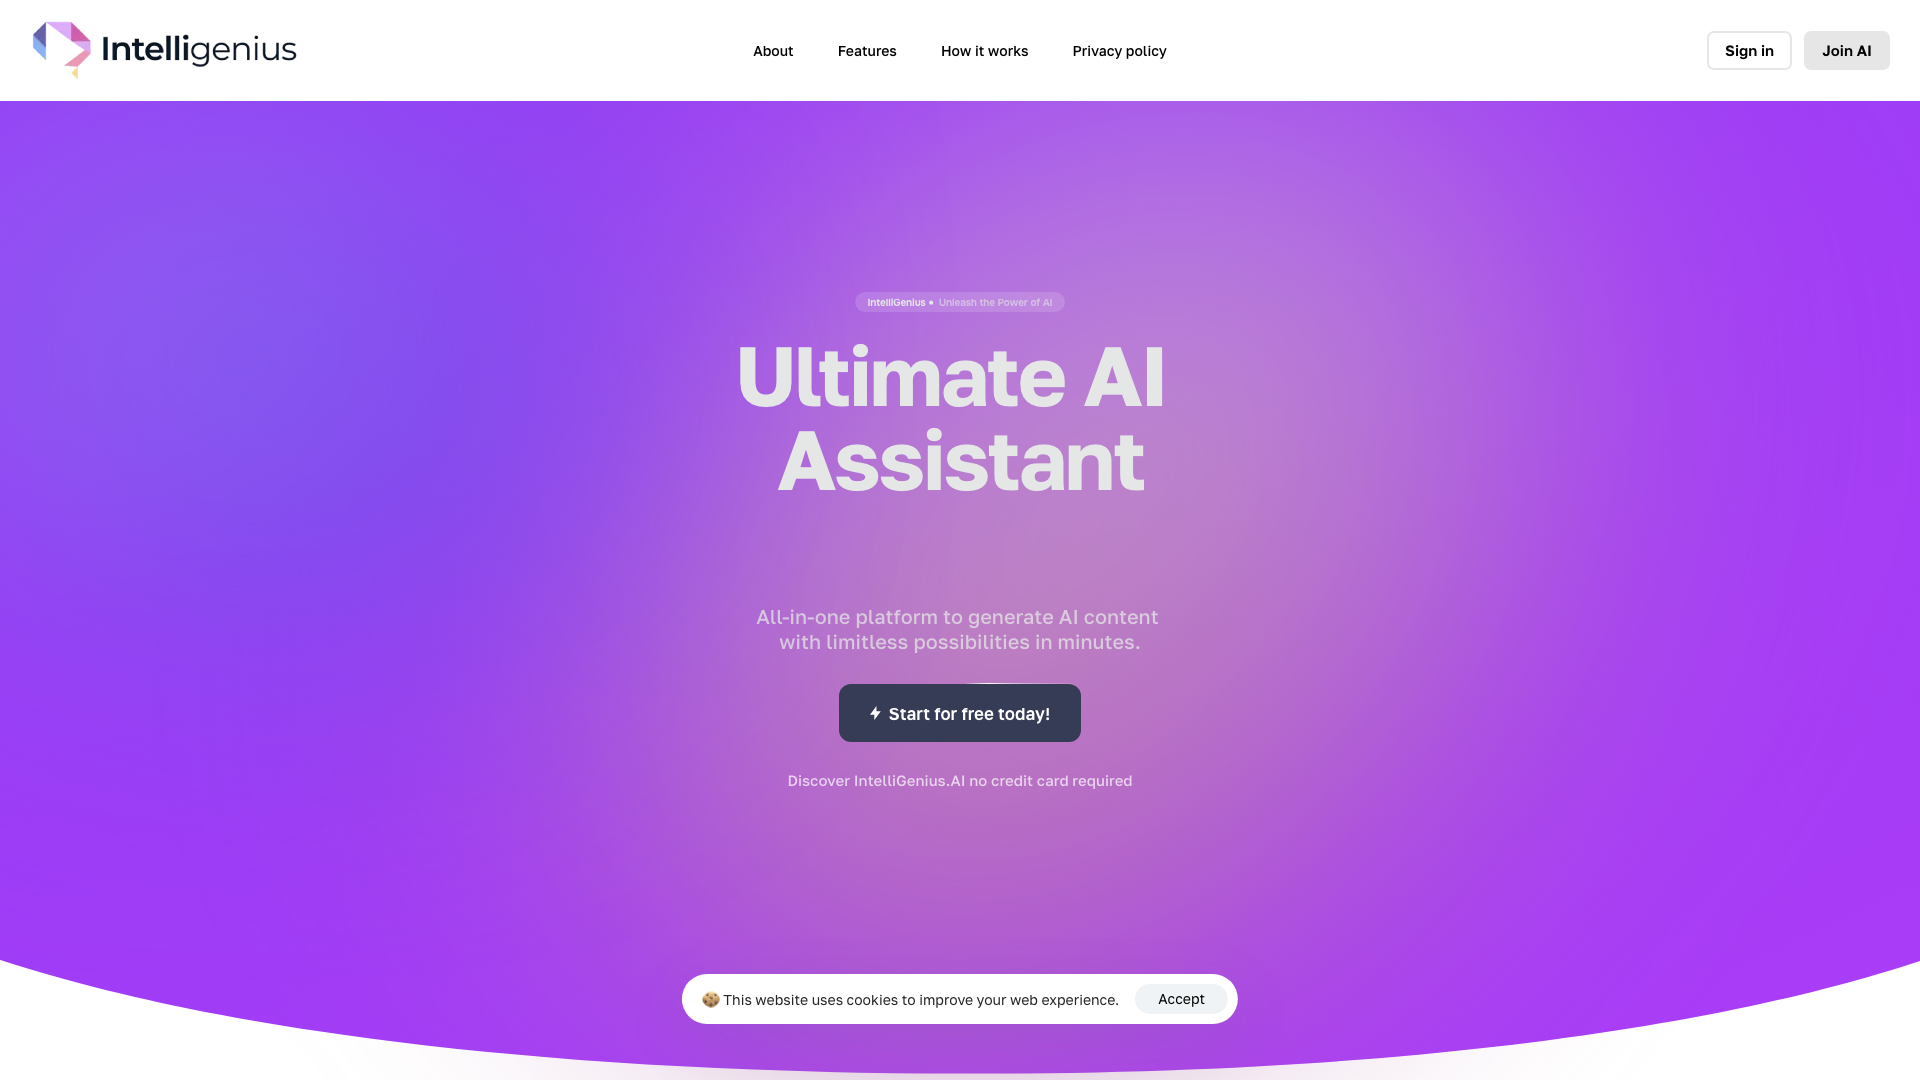 Intelligenius
About
Features
How it works
Privacy policy
Sign in
Join AI
IntelliGenius • Unleash the Power of AI
Ultimate AI
Assistant
All-in-one platform to generate AI content
with limitless possibilities in minutes.
Start for free today!
Discover IntelliGenius.AI no credit card required
This website uses cookies to improve your web experience.
Accept